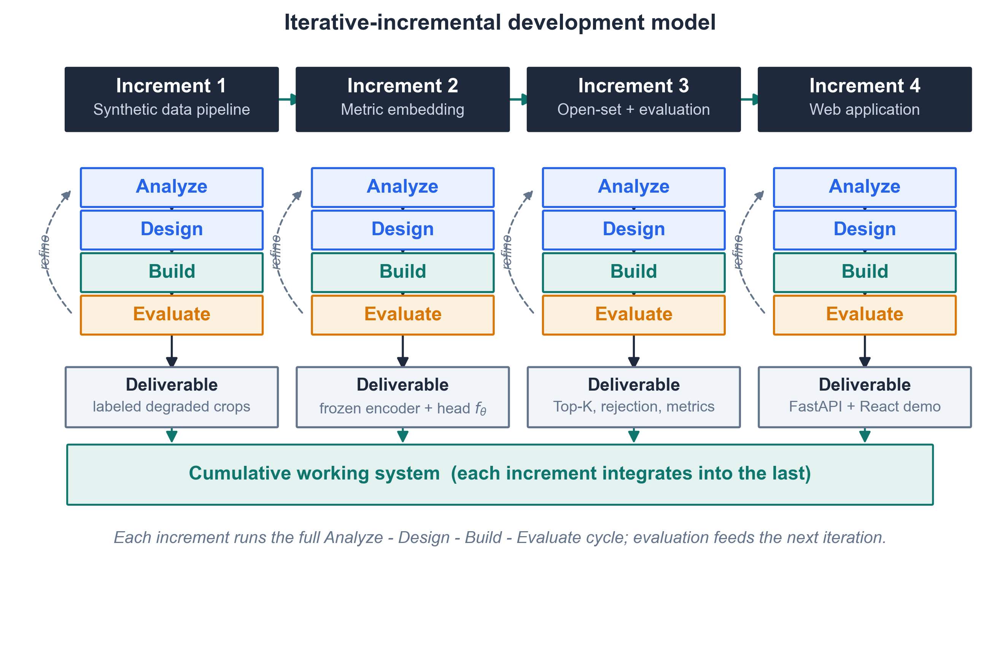 Iterative-incremental development model
Increment 1
Synthetic data pipeline
Increment 2
Metric embedding
Increment 3
Open-set + evaluation
Increment 4
Web application
Analyze
Design
Build
Evaluate
refine
Analyze
Design
Build
Evaluate
refine
Analyze
Design
Build
Evaluate
refine
Analyze
Design
Build
Evaluate
refine
Deliverable
labeled degraded crops
Deliverable
frozen encoder + head fθ
Deliverable
Top-K, rejection, metrics
Deliverable
FastAPI + React demo
Cumulative working system (each increment integrates into the last)
Each increment runs the full Analyze - Design - Build - Evaluate cycle; evaluation feeds the next iteration.